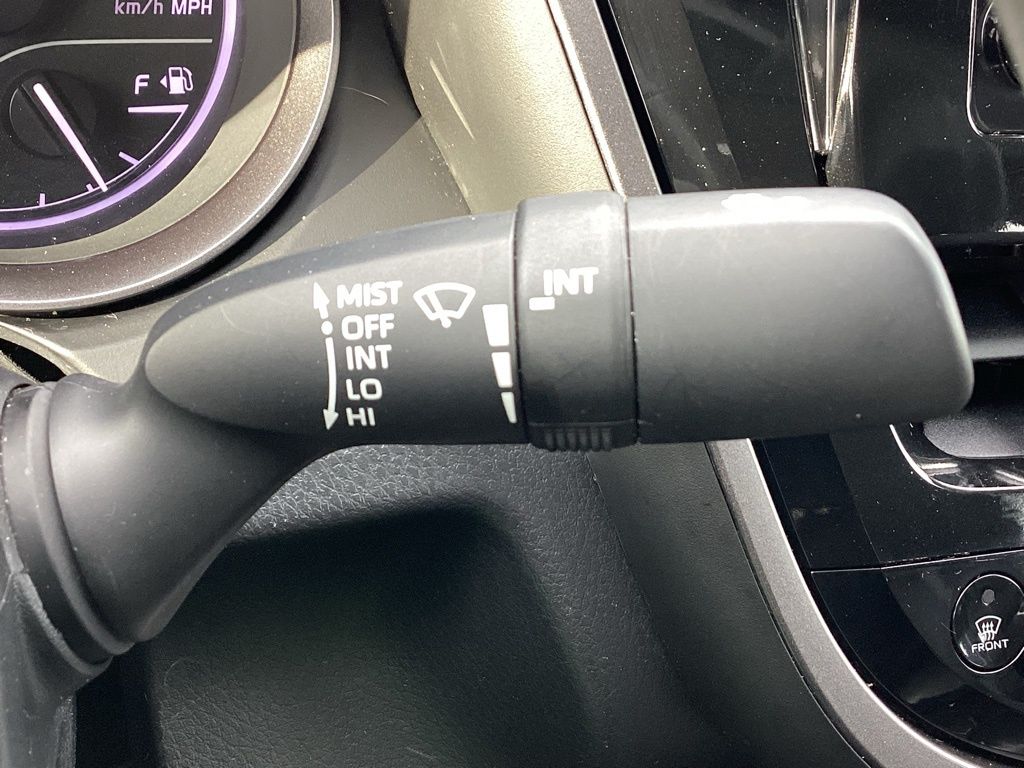 km/h MPH
F
MIST
OFF
INT
LO
HI
INT
FRONT